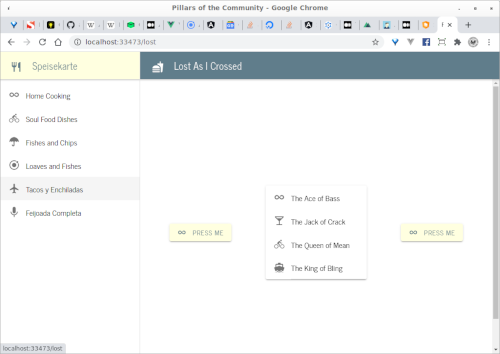 Pillars of the Community - Google Chrome
localhost:33473/lost
Speisekarte
Lost As I Crossed
Home Cooking
Soul Food Dishes
Fishes and Chips
Loaves and Fishes
Tacos y Enchiladas
Feijoada Completa
The Ace of Bass
The Jack of Crack
The Queen of Mean
The King of Bling
PRESS ME
PRESS ME
localhost:33473/lost